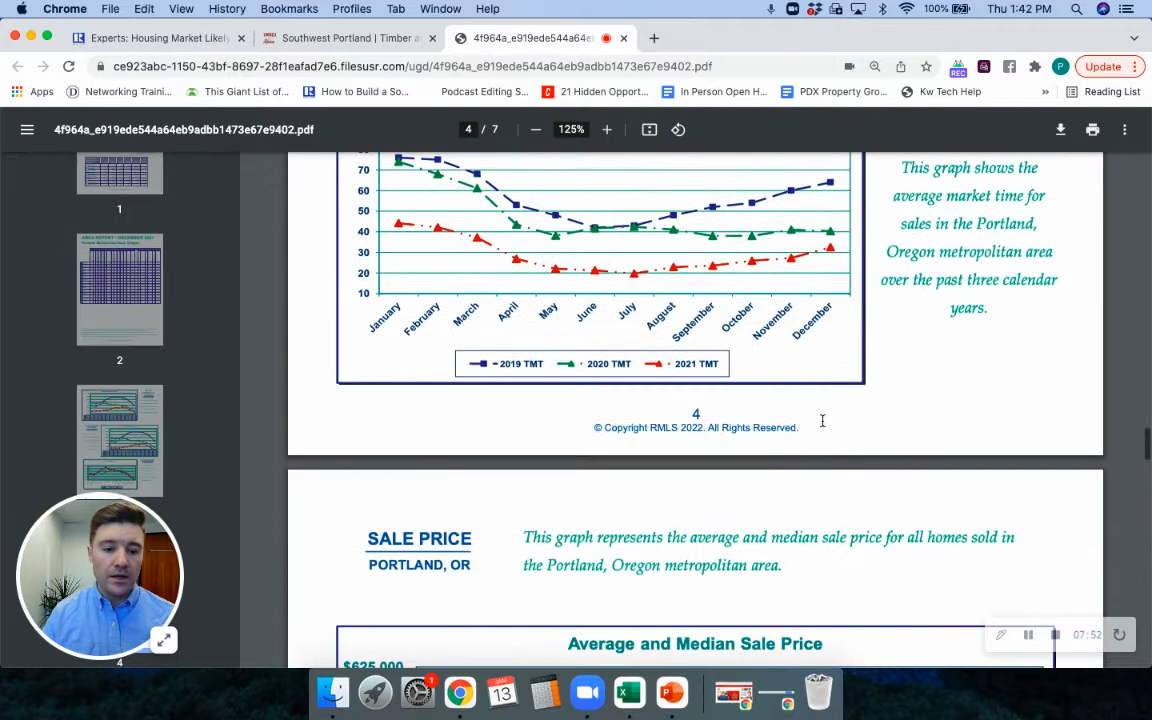 Chrome File Edit View History Bookmarks Profiles Tab Window Help 100% Thu 1:42 PM
Experts: Housing Market Likely × Southwest Portland | Timber a × 4f964a_e919ede544a64e × +
ce923abc-1150-43bf-8697-28f1eafad7e6.filesusr.com/ugd/4f964a_e919ede544a64eb9adbb1473e67e9402.pdf REC P Update
Apps Networking Traini... This Giant List of... How to Build a So... Podcast Editing S... 21 Hidden Opport... In Person Open H... PDX Property Gro... Kw Tech Help » Reading List
4f964a_e919ede544a64eb9adbb1473e67e9402.pdf 4 / 7 − 125% +
1
2
4
70
60
50
40
30
20
10
January February March April May June July August September October November December
2019 TMT 2020 TMT 2021 TMT
This graph shows the
average market time for
sales in the Portland,
Oregon metropolitan area
over the past three calendar
years.
4
© Copyright RMLS 2022. All Rights Reserved.
SALE PRICE
PORTLAND, OR
This graph represents the average and median sale price for all homes sold in
the Portland, Oregon metropolitan area.
Average and Median Sale Price
$625,000
07:52
1
JAN
13